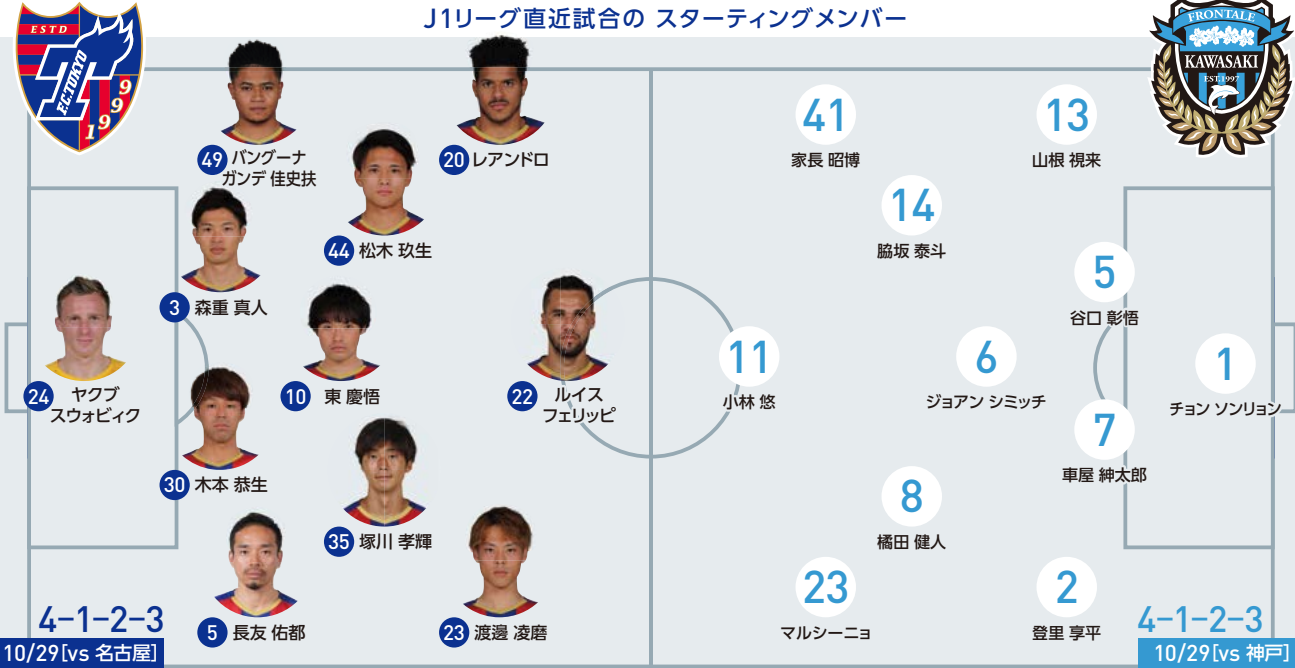 J1リーグ直近試合の スターティングメンバー
ESTD
F.C.TOKYO
1999
FRONTALE
KAWASAKI
EST.1997
49 バングーナ
ガンデ 佳史扶
20 レアンドロ
44 松木 玖生
3 森重 真人
24 ヤクブ
スウォビィク
10 東 慶悟
22 ルイス
フェリッピ
30 木本 恭生
35 塚川 孝輝
5 長友 佑都
23 渡邊 凌磨
4-1-2-3
10/29[vs 名古屋]
41
家長 昭博
13
山根 視来
14
脇坂 泰斗
5
谷口 彰悟
11
小林 悠
6
ジョアン シミッチ
1
チョン ソンリョン
7
車屋 紳太郎
8
橘田 健人
23
マルシーニョ
2
登里 享平
4-1-2-3
10/29[vs 神戸]